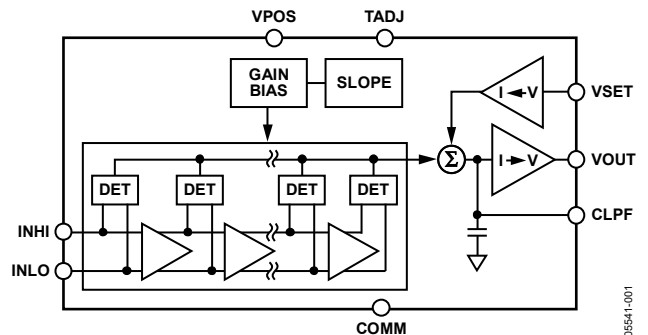 VPOS TADJ
GAIN
BIAS
SLOPE
I V
VSET
Σ
I V
VOUT
DET DET DET DET
CLPF
INHI
INLO
COMM
05541-001